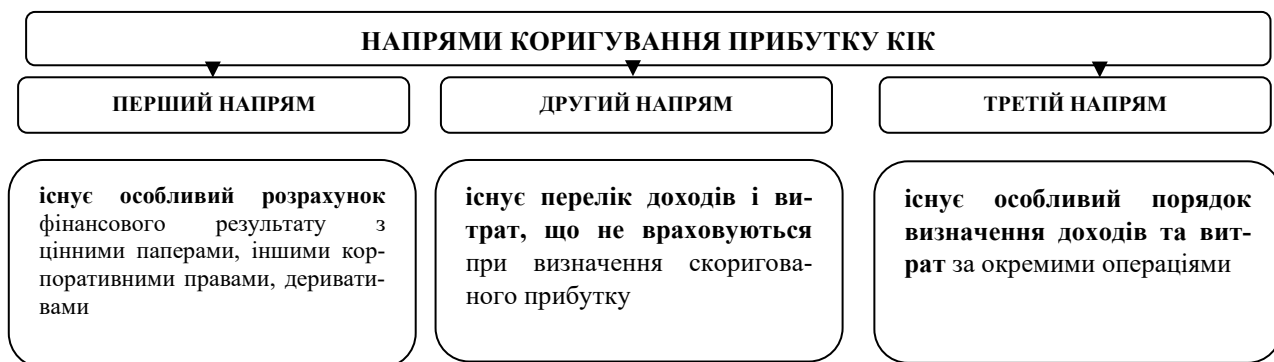 НАПРЯМИ КОРИГУВАННЯ ПРИБУТКУ КІК
ПЕРШИЙ НАПРЯМ
ДРУГИЙ НАПРЯМ
ТРЕТІЙ НАПРЯМ
існує особливий розрахунок
фінансового результату з
цінними паперами, іншими кор-
поративними правами, деривати-
вами
існує перелік доходів і ви-
трат, що не враховуються
при визначення скоригова-
ного прибутку
існує особливий порядок
визначення доходів та вит-
рат за окремими операціями